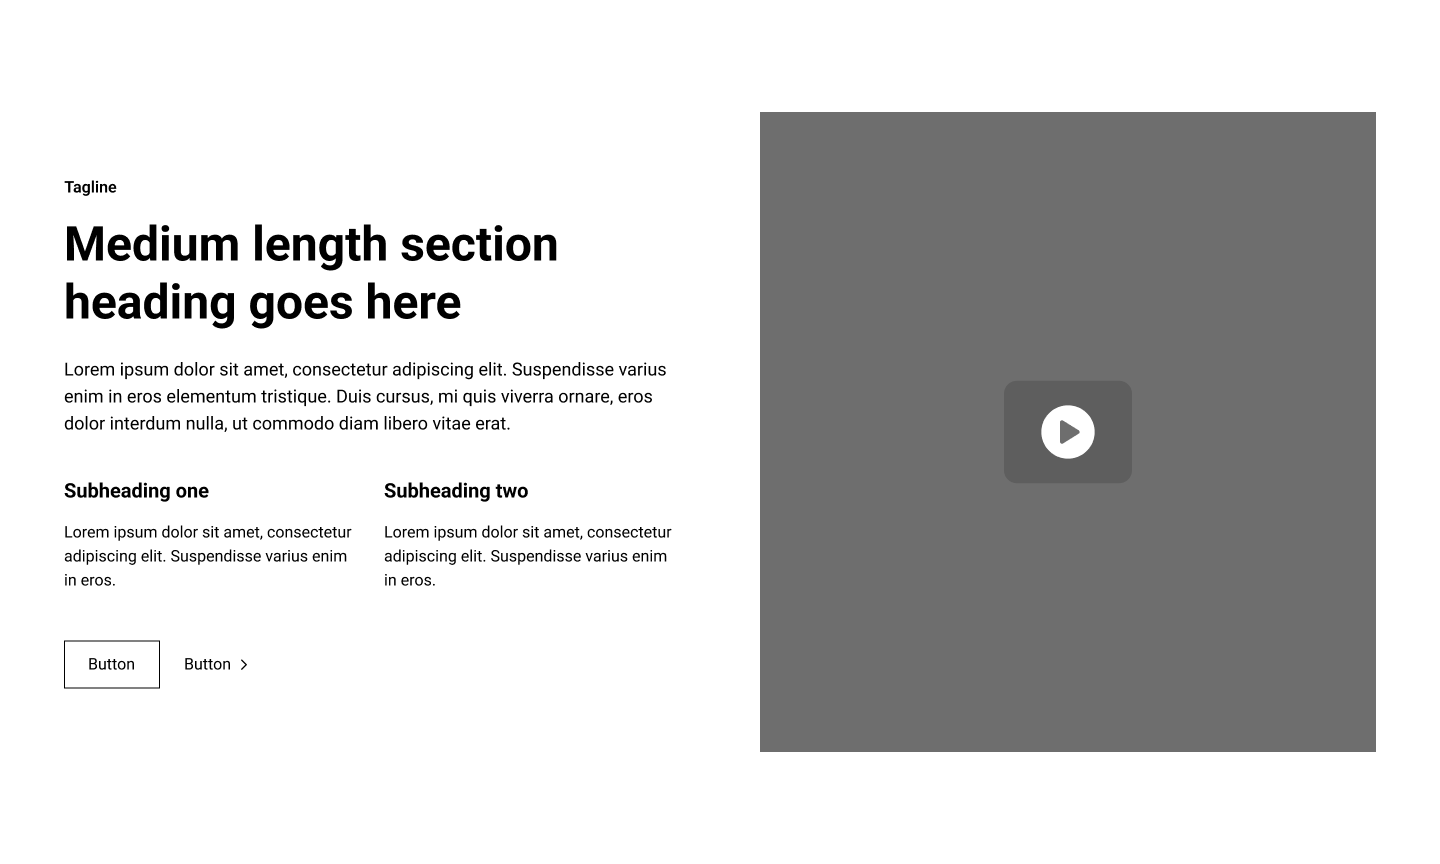 Tagline
Medium length section
heading goes here
Lorem ipsum dolor sit amet, consectetur adipiscing elit. Suspendisse varius
enim in eros elementum tristique. Duis cursus, mi quis viverra ornare, eros
dolor interdum nulla, ut commodo diam libero vitae erat.
Subheading one
Lorem ipsum dolor sit amet, consectetur
adipiscing elit. Suspendisse varius enim
in eros.
Subheading two
Lorem ipsum dolor sit amet, consectetur
adipiscing elit. Suspendisse varius enim
in eros.
Button
Button